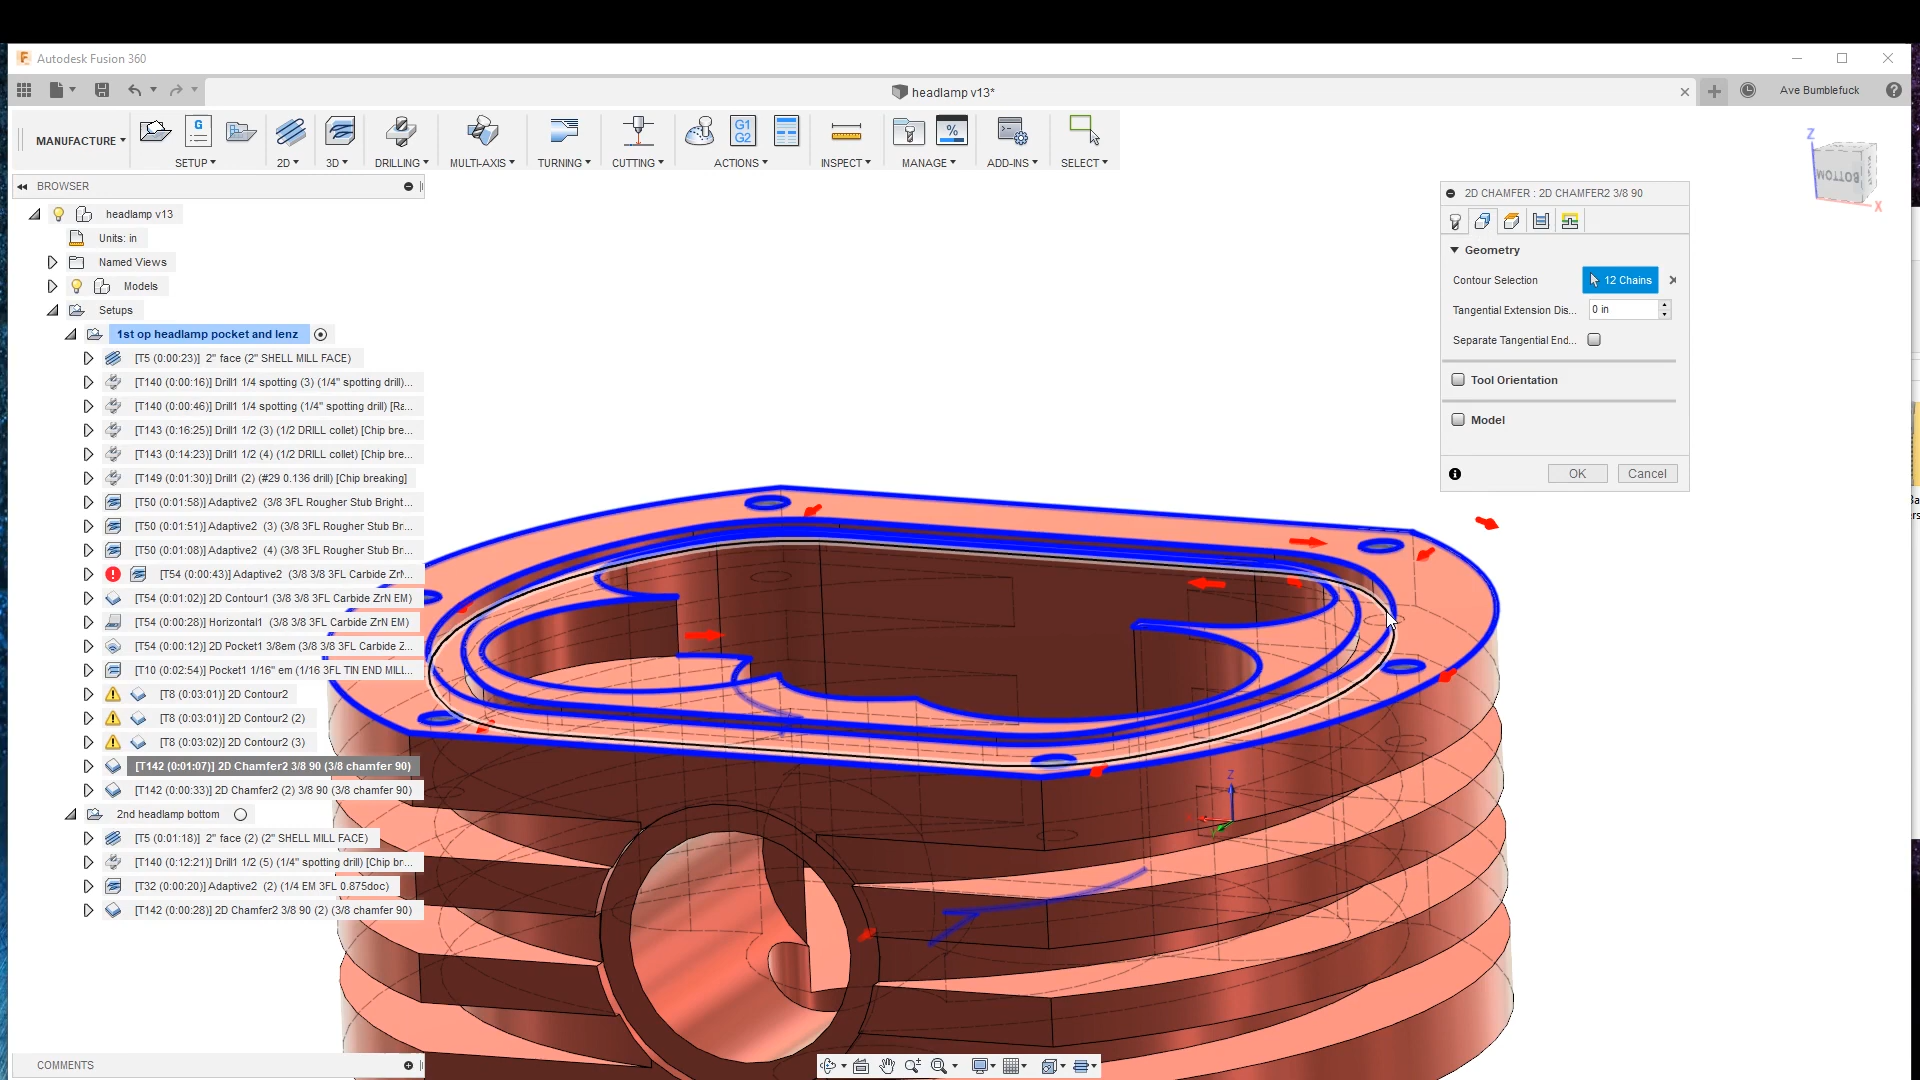 Autodesk Fusion 360
headlamp v13*
Ave Bumblefuck
MANUFACTURE
G
G1
G2
%
SETUP
2D
3D
DRILLING
MULTI-AXIS
TURNING
CUTTING
ACTIONS
INSPECT
MANAGE
ADD-INS
SELECT
Z
BOTTOM
X
BROWSER
headlamp v13
Units: in
Named Views
Models
Setups
1st op headlamp pocket and lenz
[T5 (0:00:23)] 2" face (2" SHELL MILL FACE)
[T140 (0:00:16)] Drill1 1/4 spotting (3) (1/4" spotting drill)...
[T140 (0:00:46)] Drill1 1/4 spotting (1/4" spotting drill) [Ra...
[T143 (0:16:25)] Drill1 1/2 (3) (1/2 DRILL collet) [Chip bre...
[T143 (0:14:23)] Drill1 1/2 (4) (1/2 DRILL collet) [Chip bre...
[T149 (0:01:30)] Drill1 (2) (#29 0.136 drill) [Chip breaking]
[T50 (0:01:58)] Adaptive2 (3/8 3FL Rougher Stub Bright...
[T50 (0:01:51)] Adaptive2 (3) (3/8 3FL Rougher Stub Br...
[T50 (0:01:08)] Adaptive2 (4) (3/8 3FL Rougher Stub Br...
[T54 (0:00:43)] Adaptive2 (3/8 3/8 3FL Carbide ZrN...
[T54 (0:01:02)] 2D Contour1 (3/8 3/8 3FL Carbide ZrN EM)
[T54 (0:00:28)] Horizontal1 (3/8 3/8 3FL Carbide ZrN EM)
[T54 (0:00:12)] 2D Pocket1 3/8em (3/8 3/8 3FL Carbide Z...
[T10 (0:02:54)] Pocket1 1/16" em (1/16 3FL TIN END MILL...
[T8 (0:03:01)] 2D Contour2
[T8 (0:03:01)] 2D Contour2 (2)
[T8 (0:03:02)] 2D Contour2 (3)
[T142 (0:01:07)] 2D Chamfer2 3/8 90 (3/8 chamfer 90)
[T142 (0:00:33)] 2D Chamfer2 (2) 3/8 90 (3/8 chamfer 90)
2nd headlamp bottom
[T5 (0:01:18)] 2" face (2) (2" SHELL MILL FACE)
[T140 (0:12:21)] Drill1 1/2 (5) (1/4" spotting drill) [Chip br...
[T32 (0:00:20)] Adaptive2 (2) (1/4 EM 3FL 0.875doc)
[T142 (0:00:28)] 2D Chamfer2 3/8 90 (2) (3/8 chamfer 90)
COMMENTS
2D CHAMFER : 2D CHAMFER2 3/8 90
Geometry
Contour Selection
12 Chains
Tangential Extension Dis...
0 in
Separate Tangential End...
Tool Orientation
Model
OK
Cancel
Z